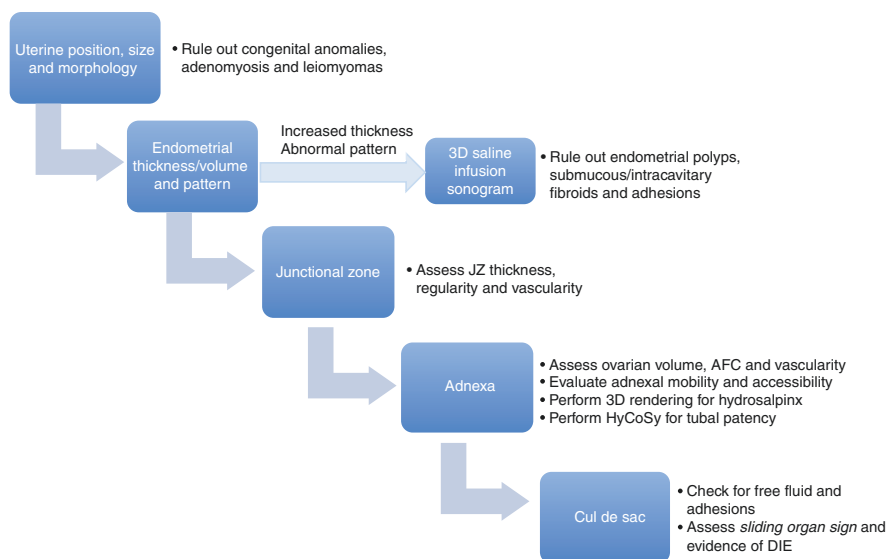 Uterine position, size
and morphology
• Rule out congenital anomalies,
adenomyosis and leiomyomas
Endometrial
thickness/volume
and pattern
Increased thickness
Abnormal pattern
3D saline
infusion
sonogram
• Rule out endometrial polyps,
submucous/intracavitary
fibroids and adhesions
Junctional zone
• Assess JZ thickness,
regularity and vascularity
Adnexa
• Assess ovarian volume, AFC and vascularity
• Evaluate adnexal mobility and accessibility
• Perform 3D rendering for hydrosalpinx
• Perform HyCoSy for tubal patency
Cul de sac
• Check for free fluid and
adhesions
• Assess sliding organ sign and
evidence of DIE